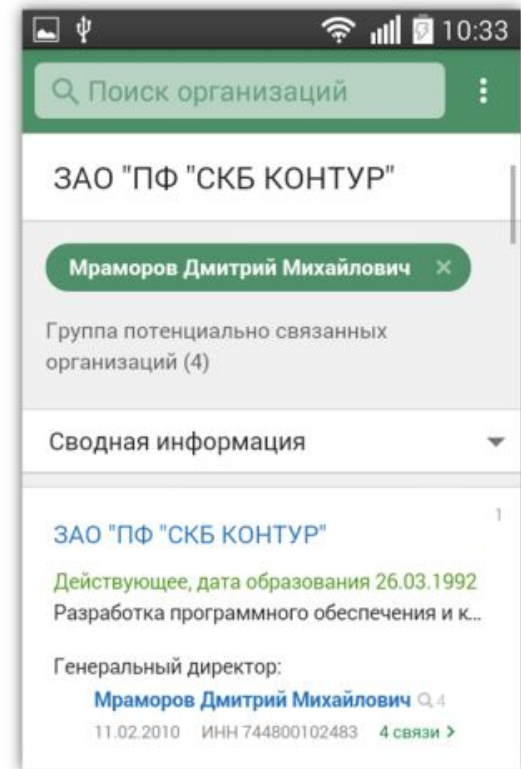 10:33
Поиск организаций
ЗАО "ПФ "СКБ КОНТУР"
Мраморов Дмитрий Михайлович ×
Группа потенциально связанных
организаций (4)
Сводная информация
1
ЗАО "ПФ "СКБ КОНТУР"
Действующее, дата образования 26.03.1992
Разработка программного обеспечения и к...
Генеральный директор:
Мраморов Дмитрий Михайлович 4
11.02.2010 ИНН 744800102483 4 связи >